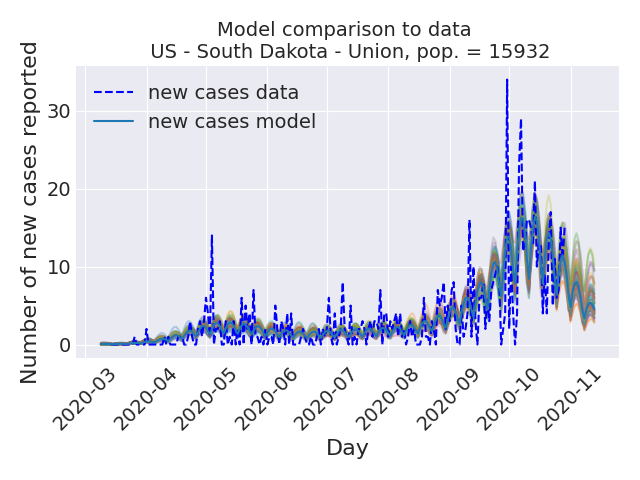 Model comparison to data
US - South Dakota - Union, pop. = 15932
Number of new cases reported
new cases data
new cases model
30
20
10
0
2020-03
2020-04
2020-05
2020-06
2020-07
2020-08
2020-09
2020-10
2020-11
Day